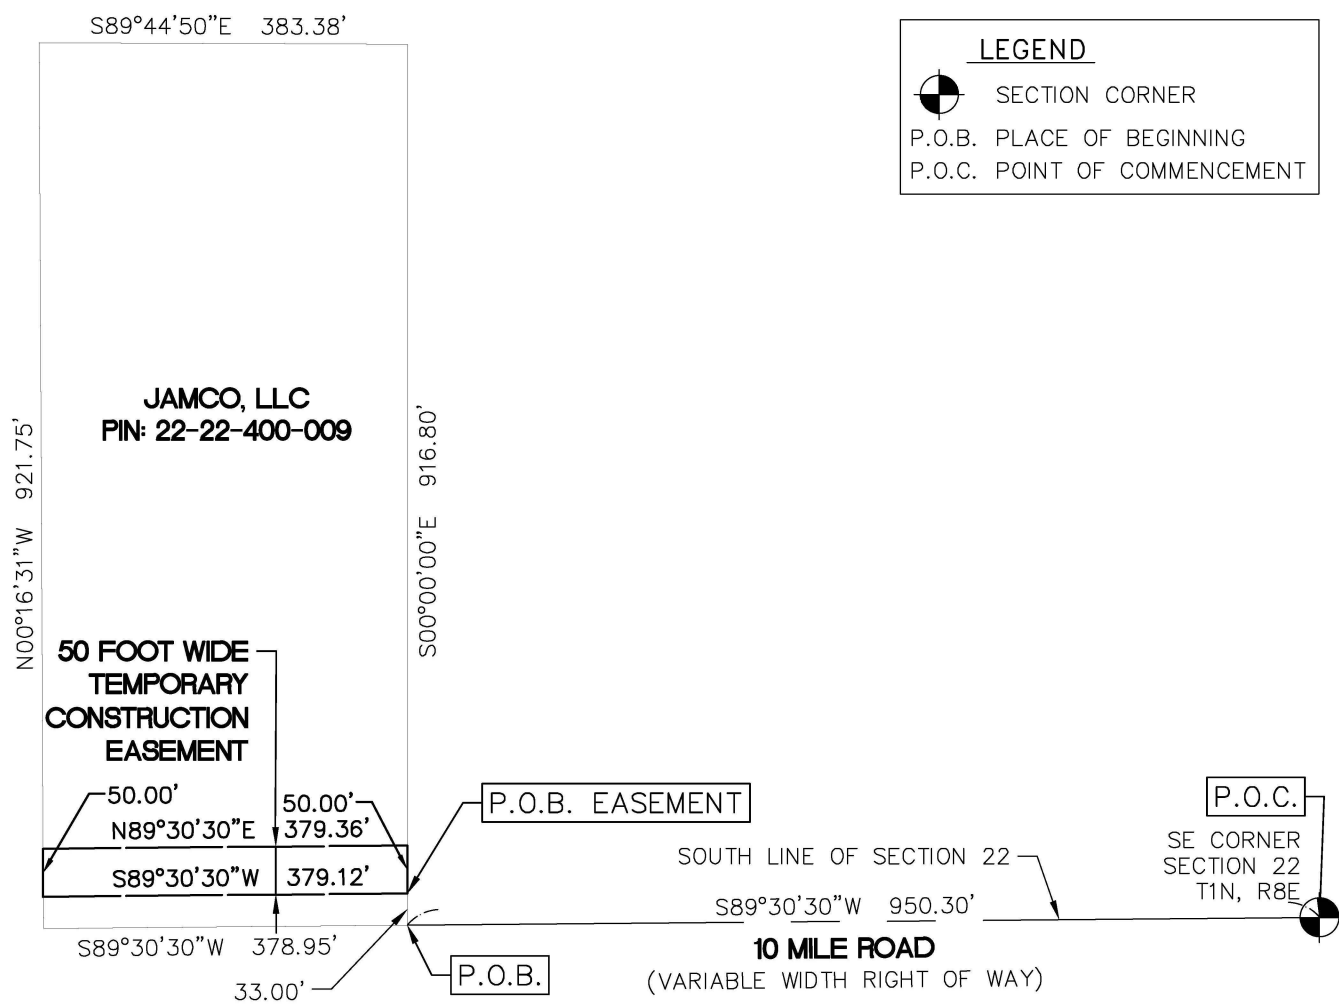 S89°44'50"E 383.38'
LEGEND
SECTION CORNER
P.O.B. PLACE OF BEGINNING
P.O.C. POINT OF COMMENCEMENT
JAMCO, LLC
PIN: 22-22-400-009
N00°16'31"W 921.75'
S00°00'00"E 916.80'
50 FOOT WIDE
TEMPORARY
CONSTRUCTION
EASEMENT
50.00'
50.00'
N89°30'30"E 379.36'
S89°30'30"W 379.12'
S89°30'30"W 378.95'
33.00'
P.O.B. EASEMENT
P.O.B.
SOUTH LINE OF SECTION 22
S89°30'30"W 950.30'
10 MILE ROAD
(VARIABLE WIDTH RIGHT OF WAY)
P.O.C.
SE CORNER
SECTION 22
T1N, R8E